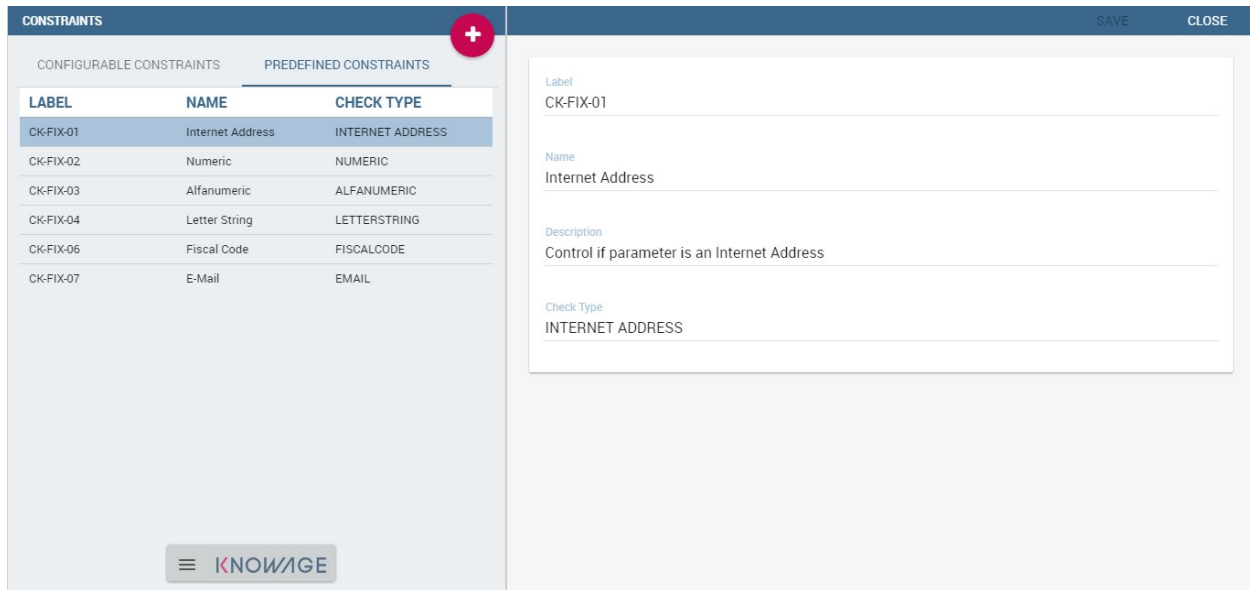 CONSTRAINTS
SAVE CLOSE
CONFIGURABLE CONSTRAINTS PREDEFINED CONSTRAINTS
LABEL NAME CHECK TYPE
CK-FIX-01 Internet Address INTERNET ADDRESS
CK-FIX-02 Numeric NUMERIC
CK-FIX-03 Alfanumeric ALFANUMERIC
CK-FIX-04 Letter String LETTERSTRING
CK-FIX-06 Fiscal Code FISCALCODE
CK-FIX-07 E-Mail EMAIL
KNOWAGE
Label
CK-FIX-01
Name
Internet Address
Description
Control if parameter is an Internet Address
Check Type
INTERNET ADDRESS